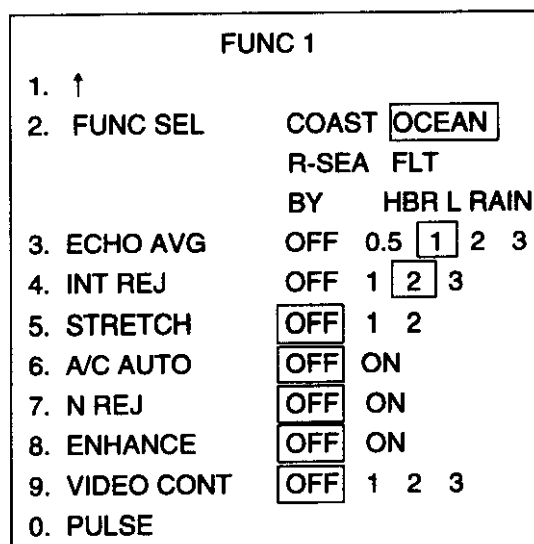 FUNC 1
1. ↑
2. FUNC SEL COAST OCEAN
R-SEA FLT
BY HBR L RAIN
3. ECHO AVG OFF 0.5 1 2 3
4. INT REJ OFF 1 2 3
5. STRETCH OFF 1 2
6. A/C AUTO OFF ON
7. N REJ OFF ON
8. ENHANCE OFF ON
9. VIDEO CONT OFF 1 2 3
0. PULSE